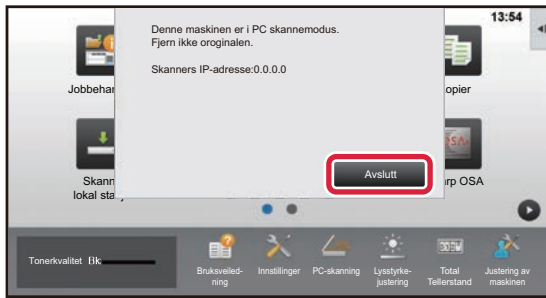 13:54
Denne maskinen er i PC skannemodus.
Fjern ikke oroginalen.
Skanners IP-adresse:0.0.0.0
Jobbehan
opier
Avslutt
Skann
lokal sta
rp OSA
Tonerkvalitet Bk
Bruksveiled-
ning
Innstillinger
PC-skanning
Lysstyrke-
justering
Total
Tellerstand
Justering av
maskinen